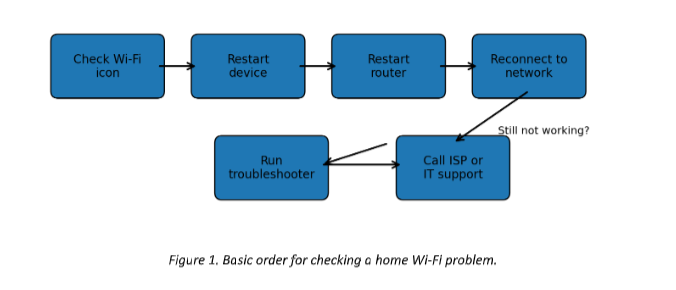 Check Wi-Fi
icon
Restart
device
Restart
router
Reconnect to
network
Still not working?
Run
troubleshooter
Call ISP or
IT support
Figure 1. Basic order for checking a home Wi-Fi problem.